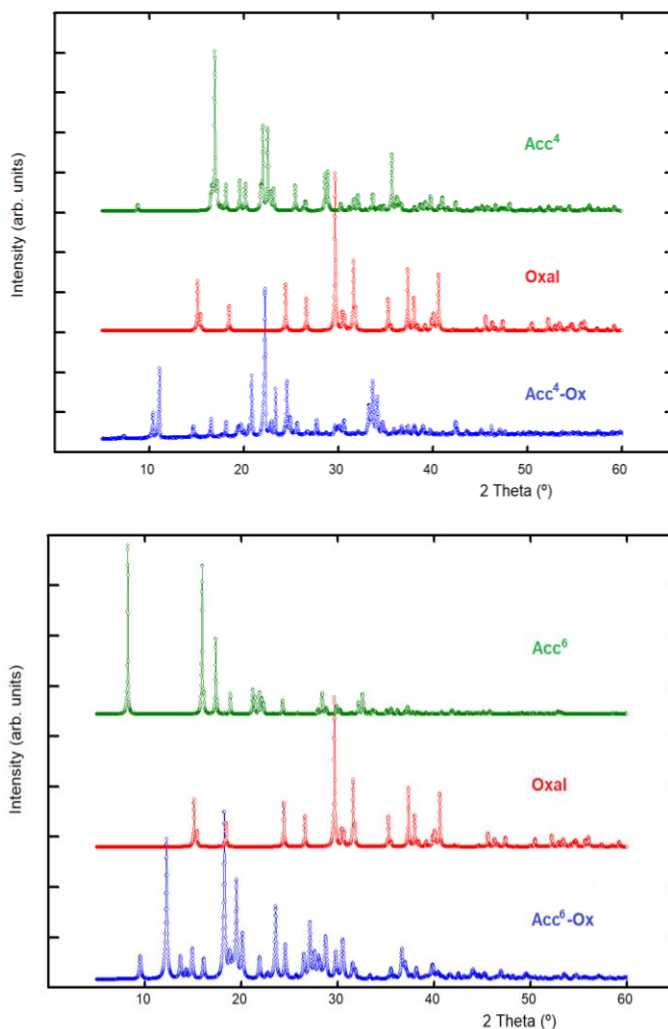 Acc⁴
Oxal
Acc⁴-Ox
Intensity (arb. units)
10 20 30 40 50 60
2 Theta (º)
Acc⁶
Oxal
Acc⁶-Ox
Intensity (arb. units)
10 20 30 40 50 60
2 Theta (º)